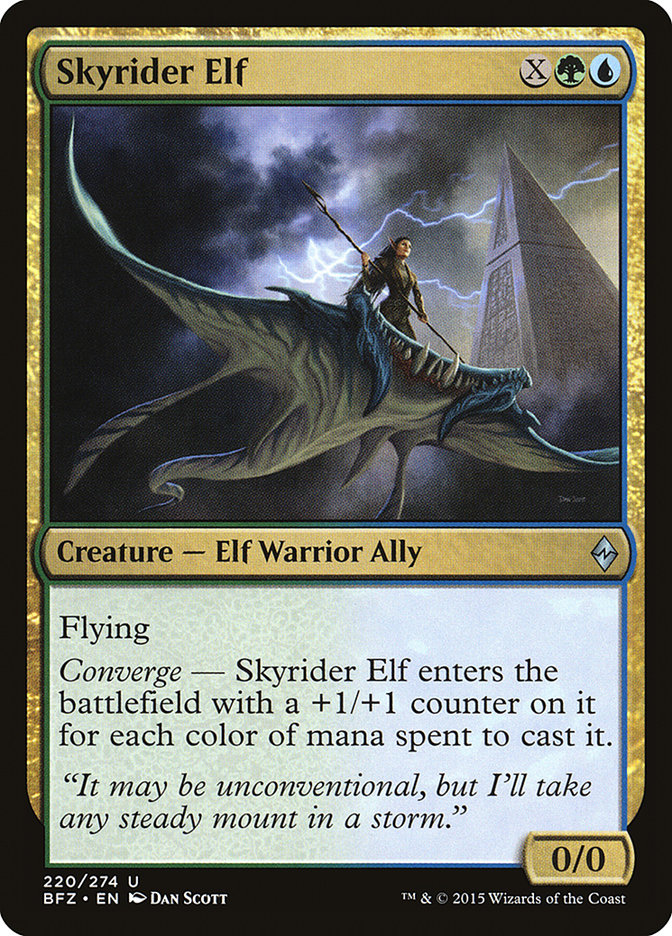 Skyrider Elf X
DAN SCOTT
Creature — Elf Warrior Ally
Flying
Converge — Skyrider Elf enters the
battlefield with a +1/+1 counter on it
for each color of mana spent to cast it.
“It may be unconventional, but I’ll take
any steady mount in a storm.”
0/0
220/274 U
BFZ • EN DAN SCOTT
™ & © 2015 Wizards of the Coast